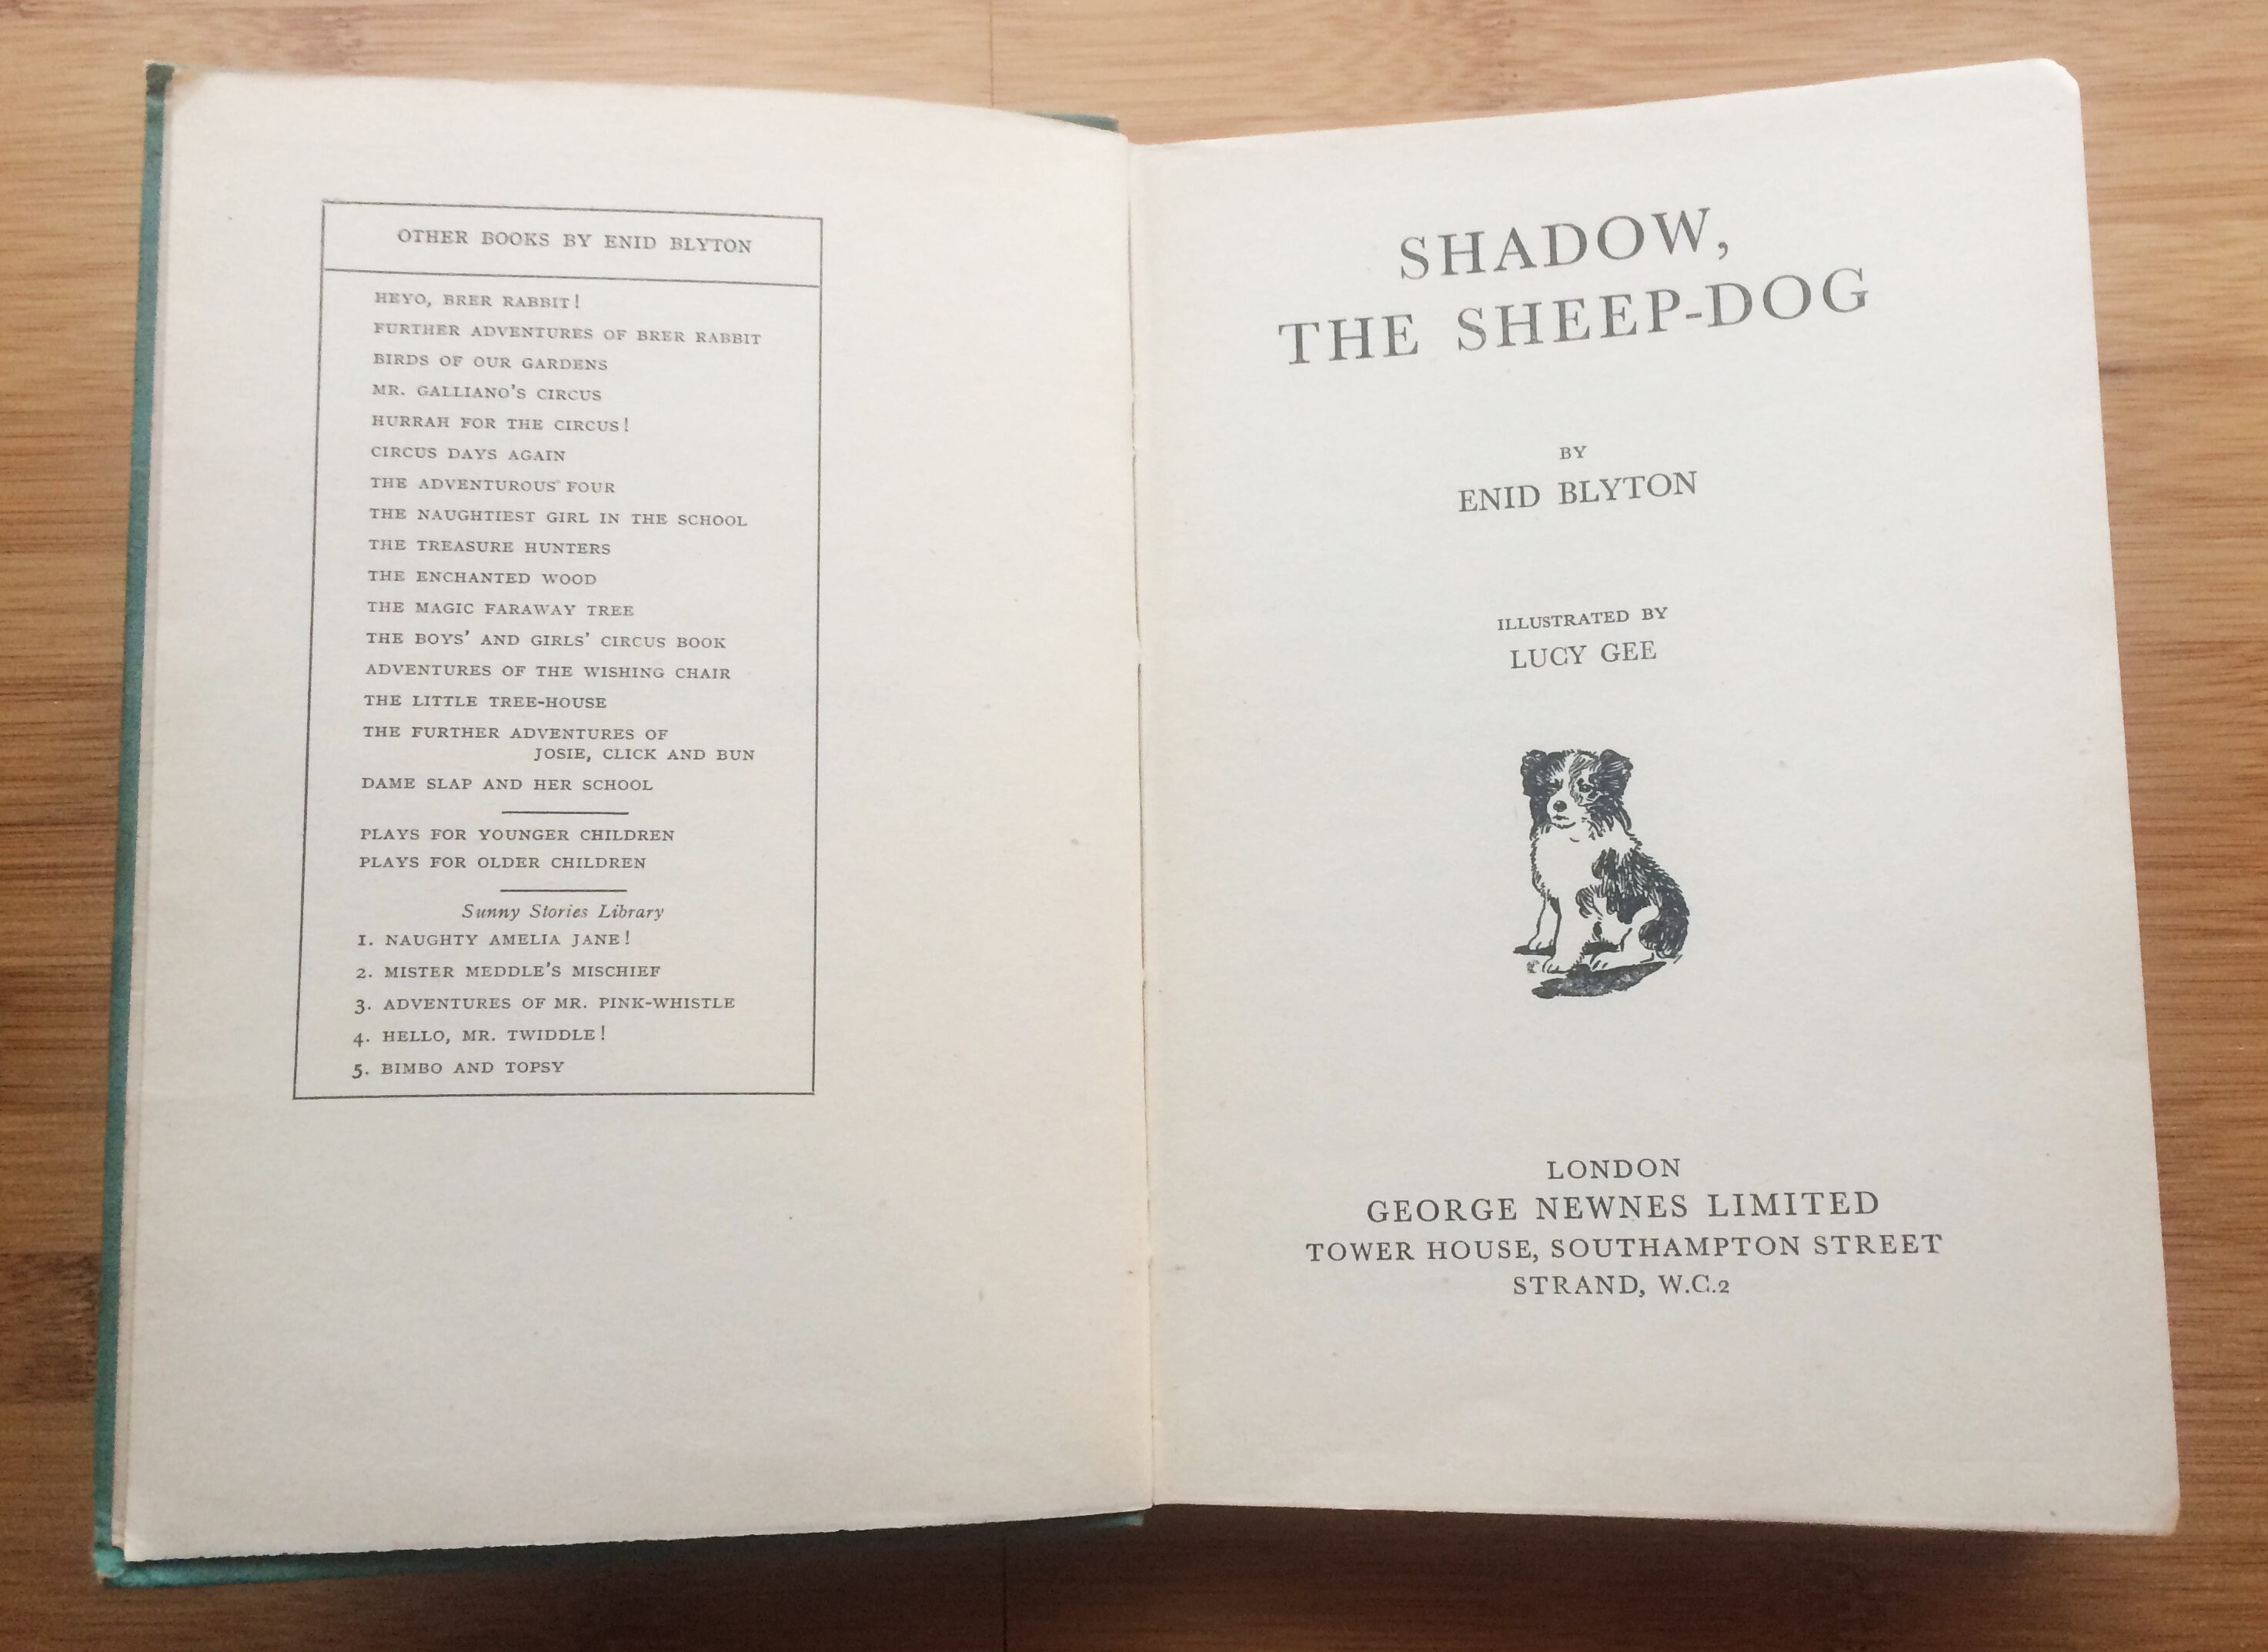 OTHER BOOKS BY ENID BLYTON
HEYO, BRER RABBIT!
FURTHER ADVENTURES OF BRER RABBIT
BIRDS OF OUR GARDENS
MR. GALLIANO'S CIRCUS
HURRAH FOR THE CIRCUS!
CIRCUS DAYS AGAIN
THE ADVENTUROUS FOUR
THE NAUGHTIEST GIRL IN THE SCHOOL
THE TREASURE HUNTERS
THE ENCHANTED WOOD
THE MAGIC FARAWAY TREE
THE BOYS' AND GIRLS' CIRCUS BOOK
ADVENTURES OF THE WISHING CHAIR
THE LITTLE TREE-HOUSE
THE FURTHER ADVENTURES OF
JOSIE, CLICK AND BUN
DAME SLAP AND HER SCHOOL
PLAYS FOR YOUNGER CHILDREN
PLAYS FOR OLDER CHILDREN
Sunny Stories Library
1. NAUGHTY AMELIA JANE!
2. MISTER MEDDLE'S MISCHIEF
3. ADVENTURES OF MR. PINK-WHISTLE
4. HELLO, MR. TWIDDLE!
5. BIMBO AND TOPSY
SHADOW,
THE SHEEP-DOG
BY
ENID BLYTON
ILLUSTRATED BY
LUCY GEE
LONDON
GEORGE NEWNES LIMITED
TOWER HOUSE, SOUTHAMPTON STREET
STRAND, W.C.2